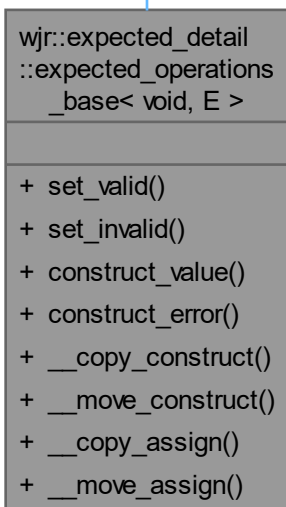 wjr::expected_detail
::expected_operations
_base< void, E >
+ set_valid()
+ set_invalid()
+ construct_value()
+ construct_error()
+ __copy_construct()
+ __move_construct()
+ __copy_assign()
+ __move_assign()